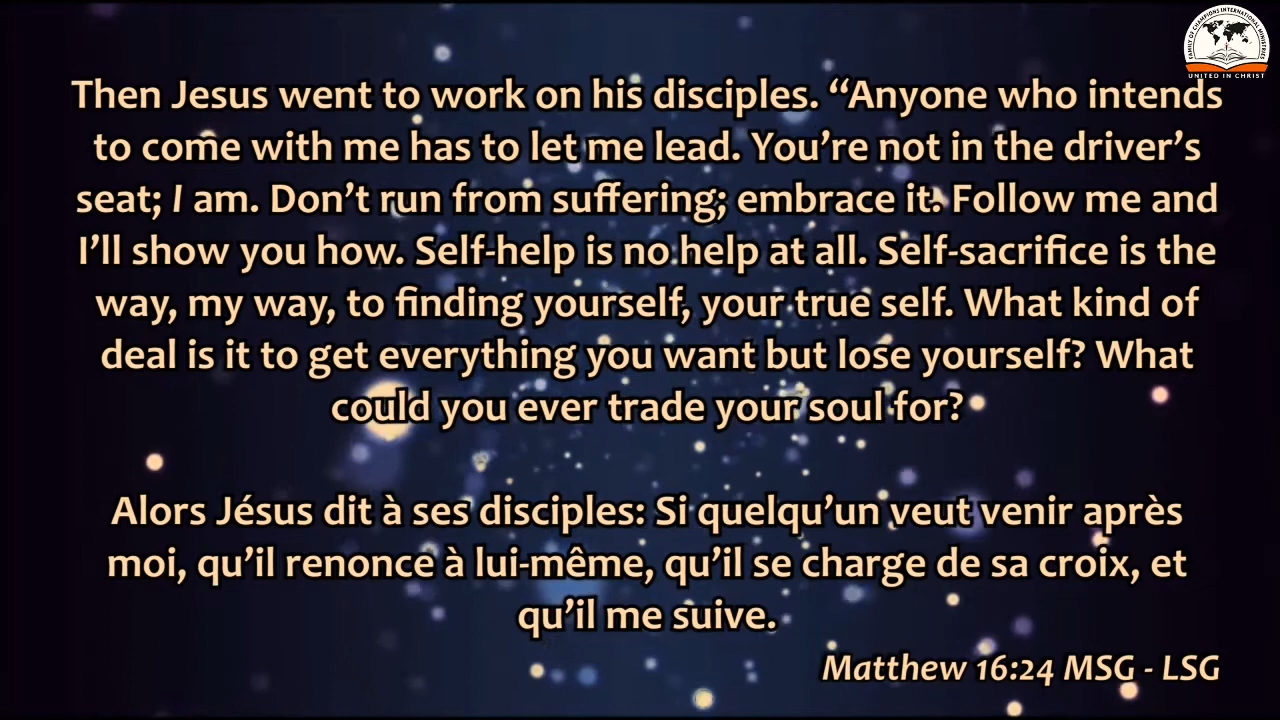 FAMILY OF CHAMPIONS INTERNATIONAL MINISTRIES
UNITED IN CHRIST
Then Jesus went to work on his disciples. “Anyone who intends
to come with me has to let me lead. You’re not in the driver’s
seat; I am. Don’t run from suffering; embrace it. Follow me and
I’ll show you how. Self-help is no help at all. Self-sacrifice is the
way, my way, to finding yourself, your true self. What kind of
deal is it to get everything you want but lose yourself? What
could you ever trade your soul for?
Alors Jésus dit à ses disciples: Si quelqu’un veut venir après
moi, qu’il renonce à lui-même, qu’il se charge de sa croix, et
qu’il me suive.
Matthew 16:24 MSG - LSG